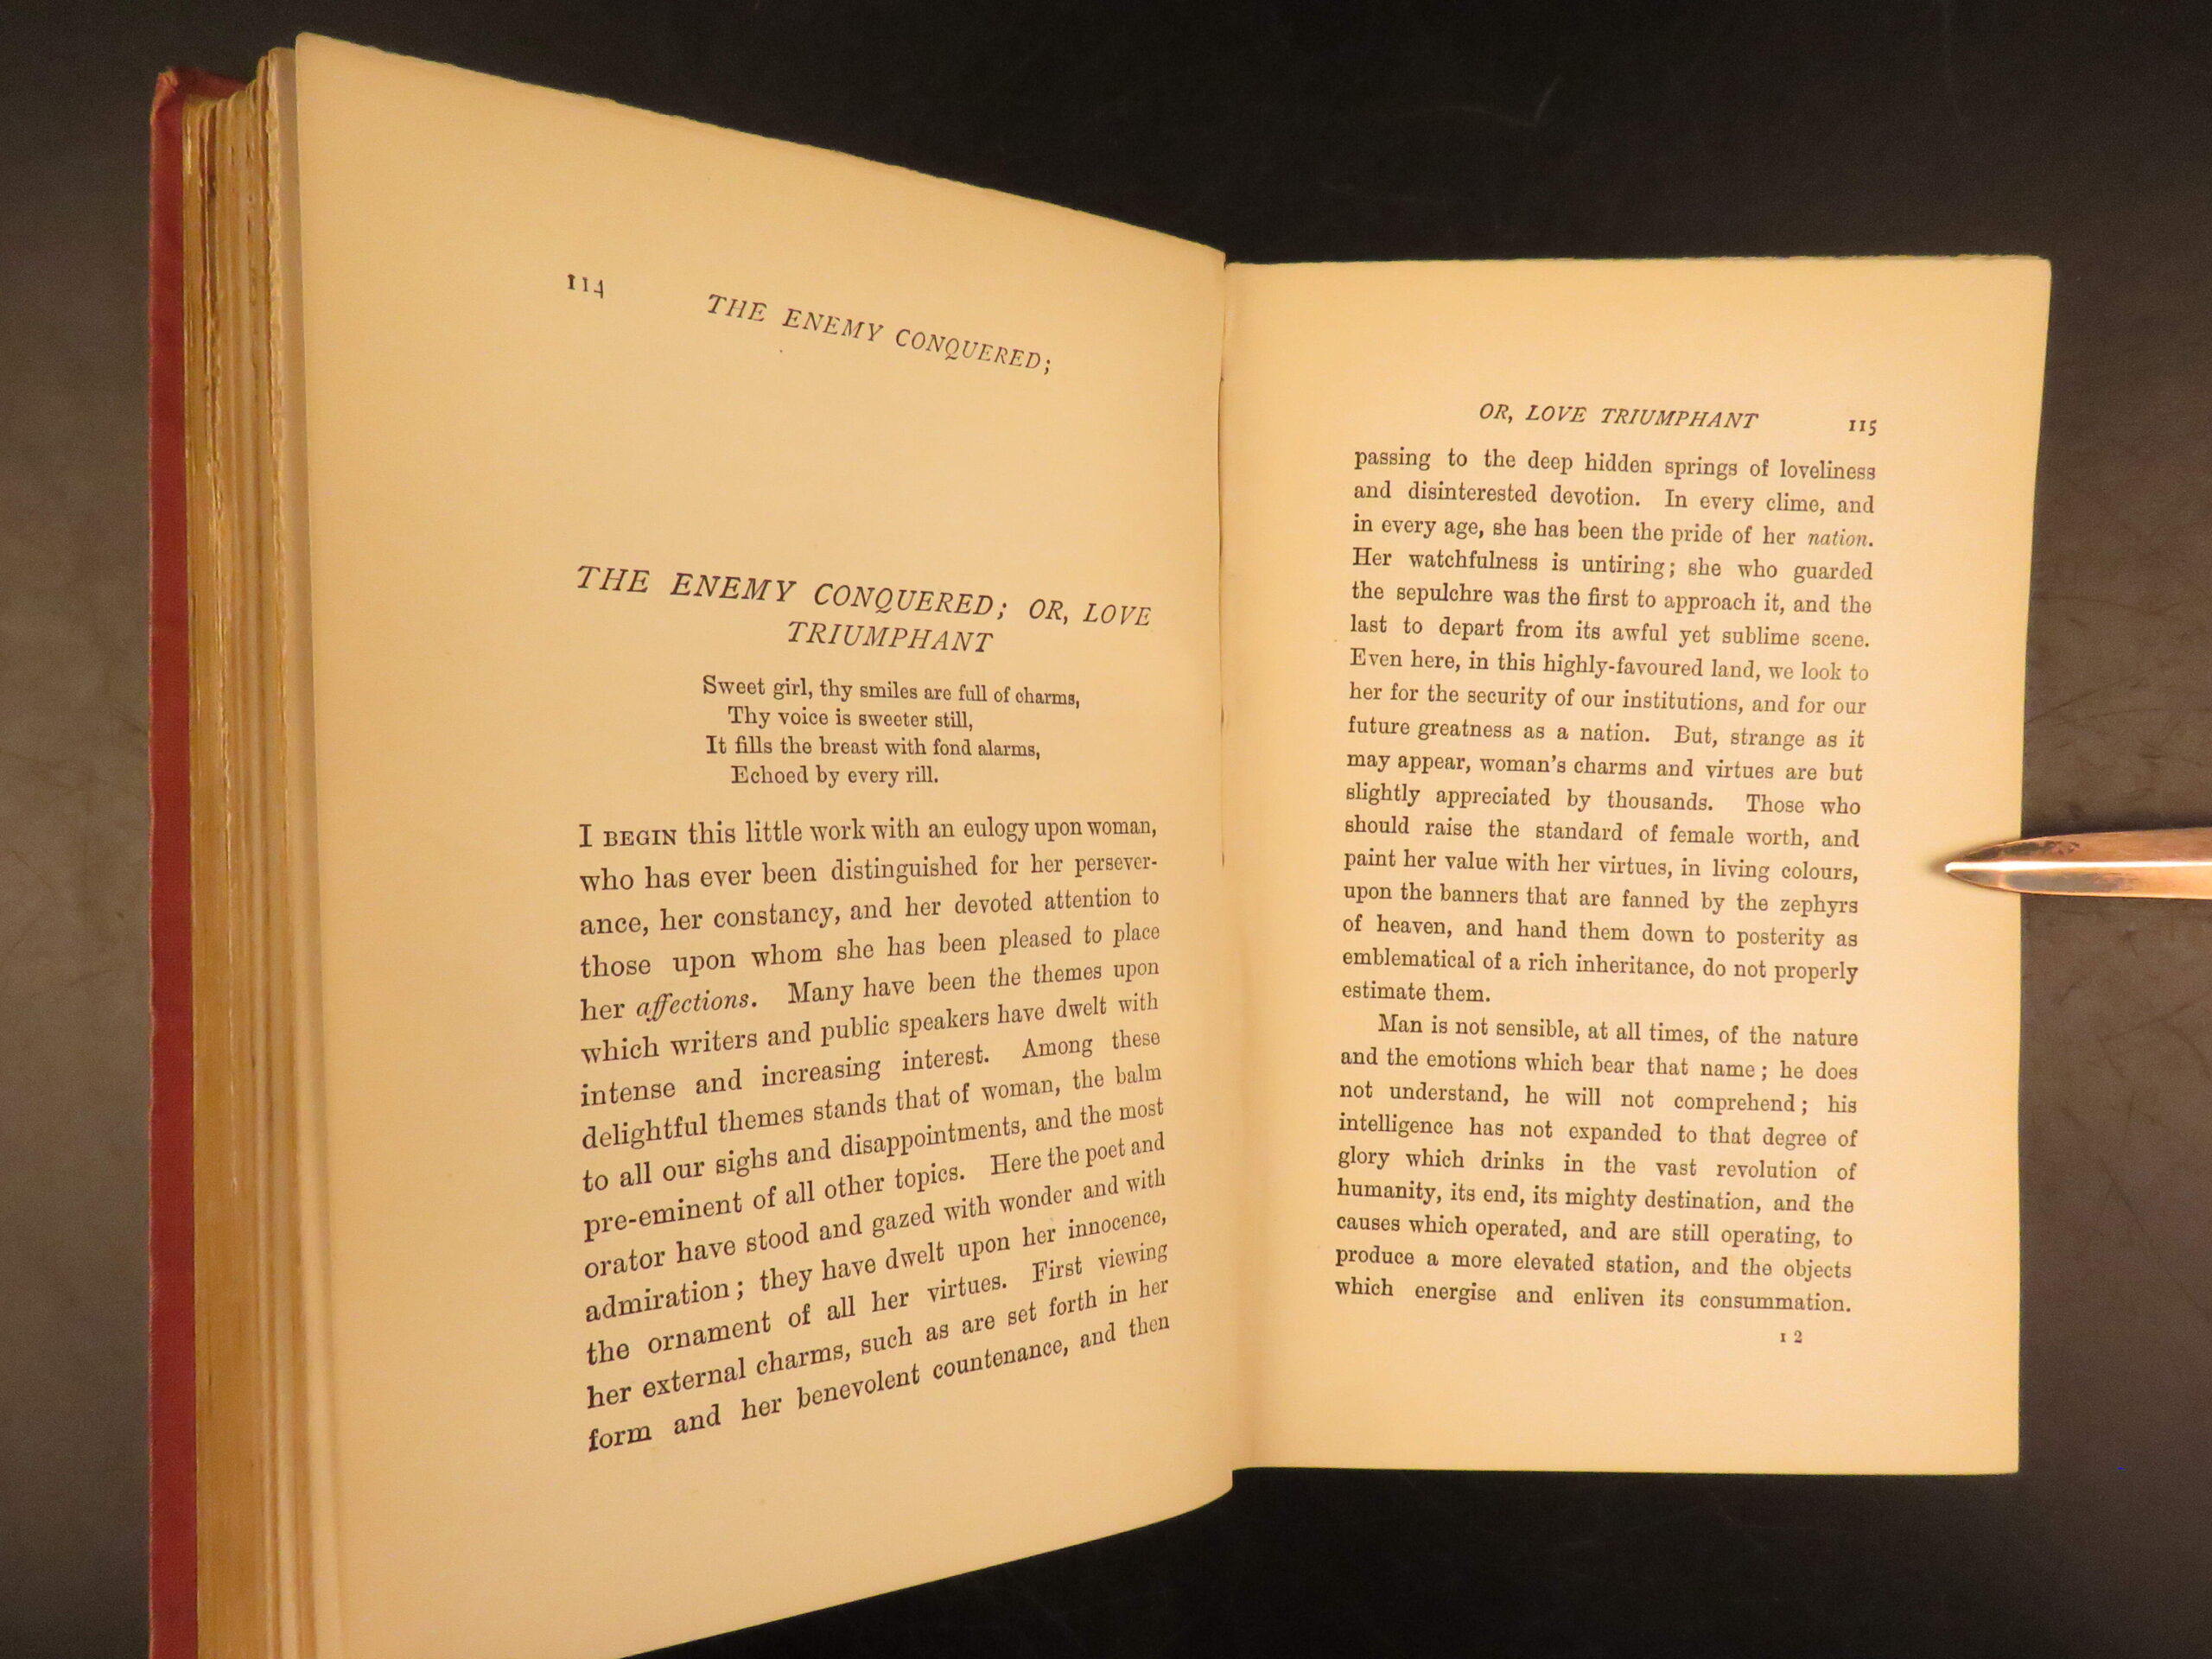 114
THE ENEMY CONQUERED;
THE ENEMY CONQUERED; OR, LOVE
TRIUMPHANT
Sweet girl, thy smiles are full of charms,
Thy voice is sweeter still,
It fills the breast with fond alarms,
Echoed by every rill.
I BEGIN this little work with an eulogy upon woman,
who has ever been distinguished for her persever-
ance, her constancy, and her devoted attention to
those upon whom she has been pleased to place
her affections. Many have been the themes upon
which writers and public speakers have dwelt with
intense and increasing interest. Among these
delightful themes stands that of woman, the balm
to all our sighs and disappointments, and the most
pre-eminent of all other topics. Here the poet and
orator have stood and gazed with wonder and with
admiration; they have dwelt upon her innocence,
the ornament of all her virtues. First viewing
her external charms, such as are set forth in her
form and her benevolent countenance, and then
OR, LOVE TRIUMPHANT 115
passing to the deep hidden springs of loveliness
and disinterested devotion. In every clime, and
in every age, she has been the pride of her nation.
Her watchfulness is untiring; she who guarded
the sepulchre was the first to approach it, and the
last to depart from its awful yet sublime scene.
Even here, in this highly-favoured land, we look to
her for the security of our institutions, and for our
future greatness as a nation. But, strange as it
may appear, woman's charms and virtues are but
slightly appreciated by thousands. Those who
should raise the standard of female worth, and
paint her value with her virtues, in living colours,
upon the banners that are fanned by the zephyrs
of heaven, and hand them down to posterity as
emblematical of a rich inheritance, do not properly
estimate them.
Man is not sensible, at all times, of the nature
and the emotions which bear that name; he does
not understand, he will not comprehend; his
intelligence has not expanded to that degree of
glory which drinks in the vast revolution of
humanity, its end, its mighty destination, and the
causes which operated, and are still operating, to
produce a more elevated station, and the objects
which energise and enliven its consummation.
I 2